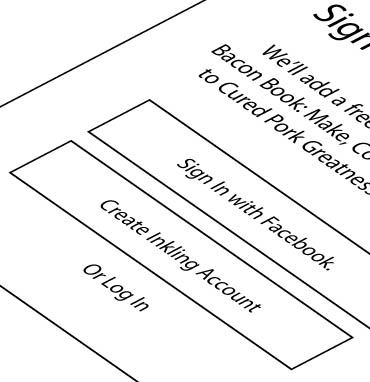 Sign
We'll add a free
Bacon Book: Make, Co
to Cured Pork Greatness
Sign In with Facebook.
Create Inkling Account
Or Log In